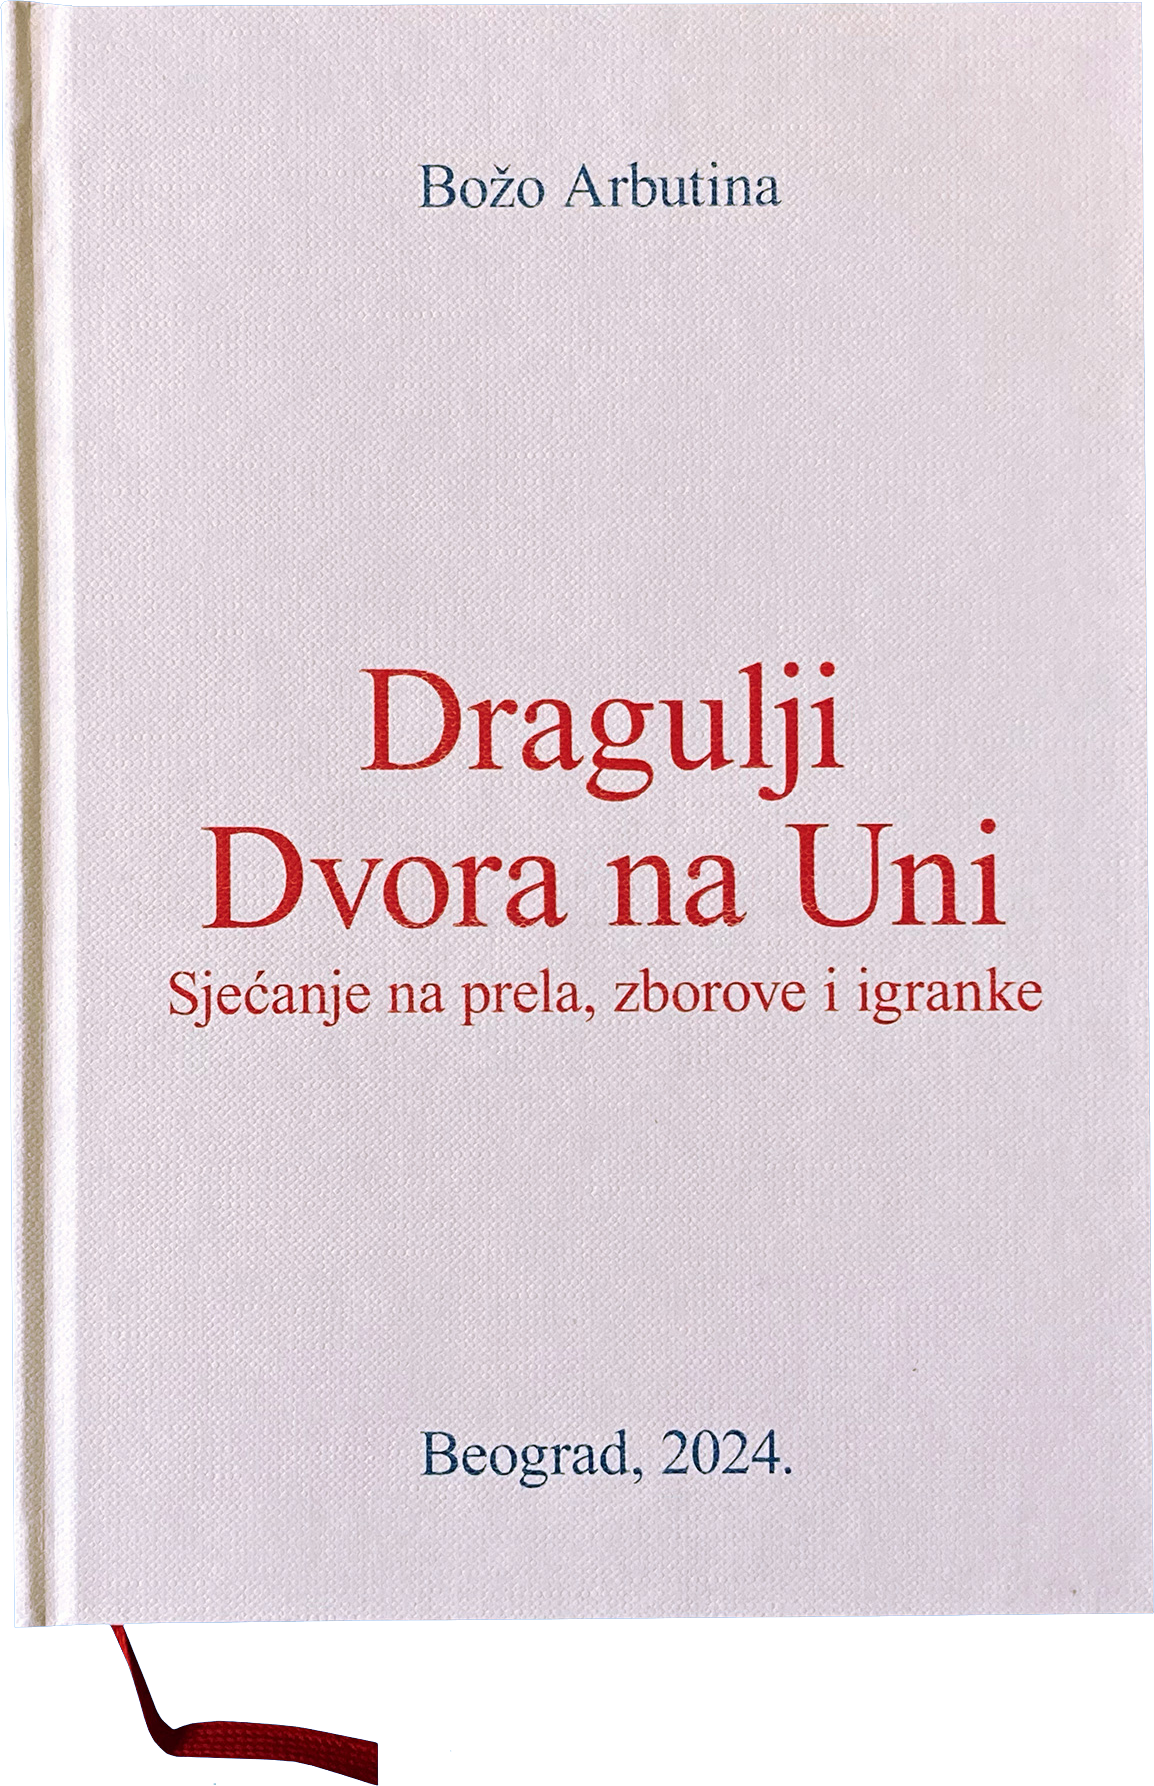 Božo Arbutina
Dragulji
Dvora na Uni
Sjećanje na prela, zborove i igranke
Beograd, 2024.